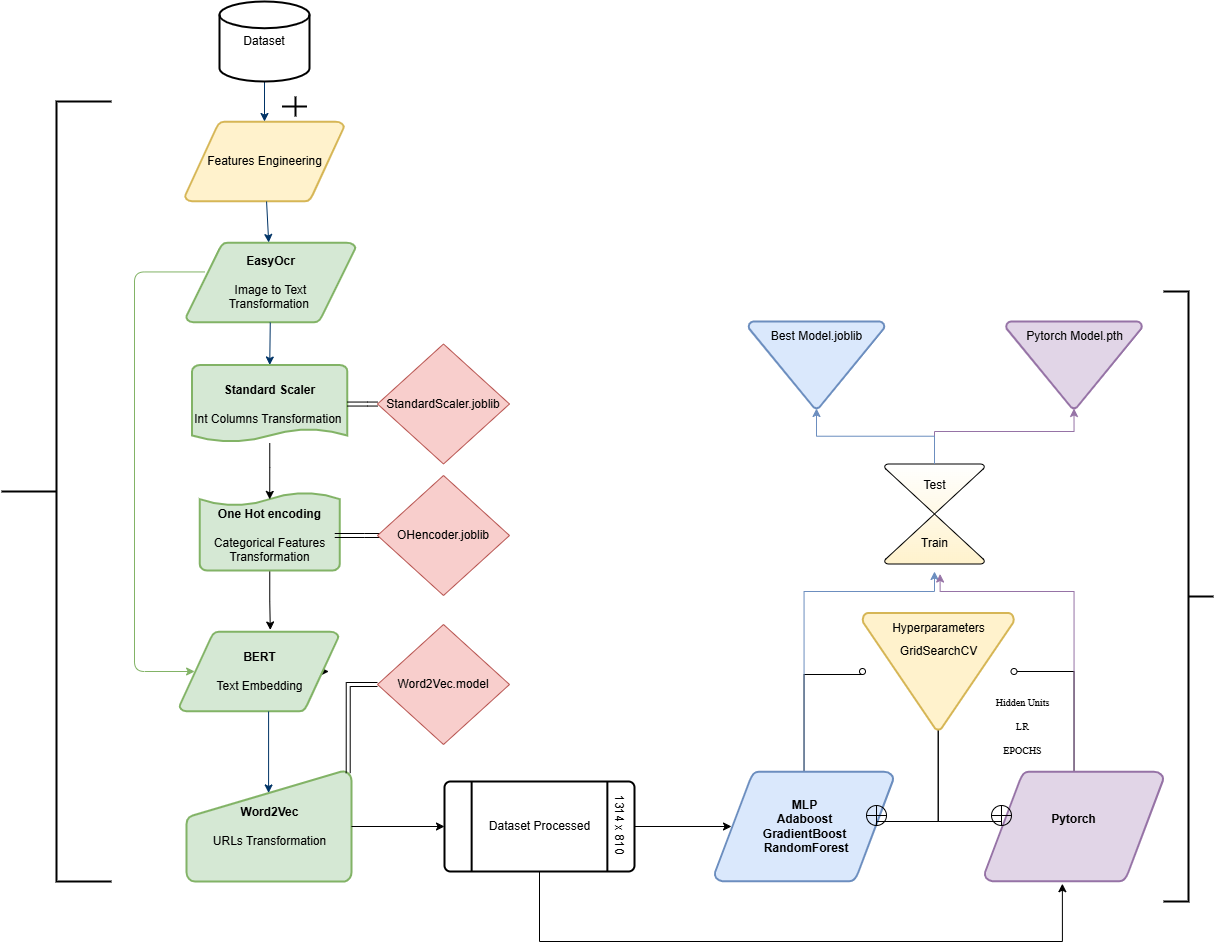 Dataset
Features Engineering
EasyOcr
Image to Text
Transformation
Standard Scaler
Int Columns Transformation
StandardScaler.joblib
One Hot encoding
Categorical Features
Transformation
OHencoder.joblib
BERT
Text Embedding
Word2Vec.model
Word2Vec
URLs Transformation
Dataset Processed
1314 x 810
Best Model.joblib
Pytorch Model.pth
Test
Train
Hyperparameters
GridSearchCV
Hidden Units
LR
EPOCHS
MLP
Adaboost
GradientBoost
RandomForest
Pytorch